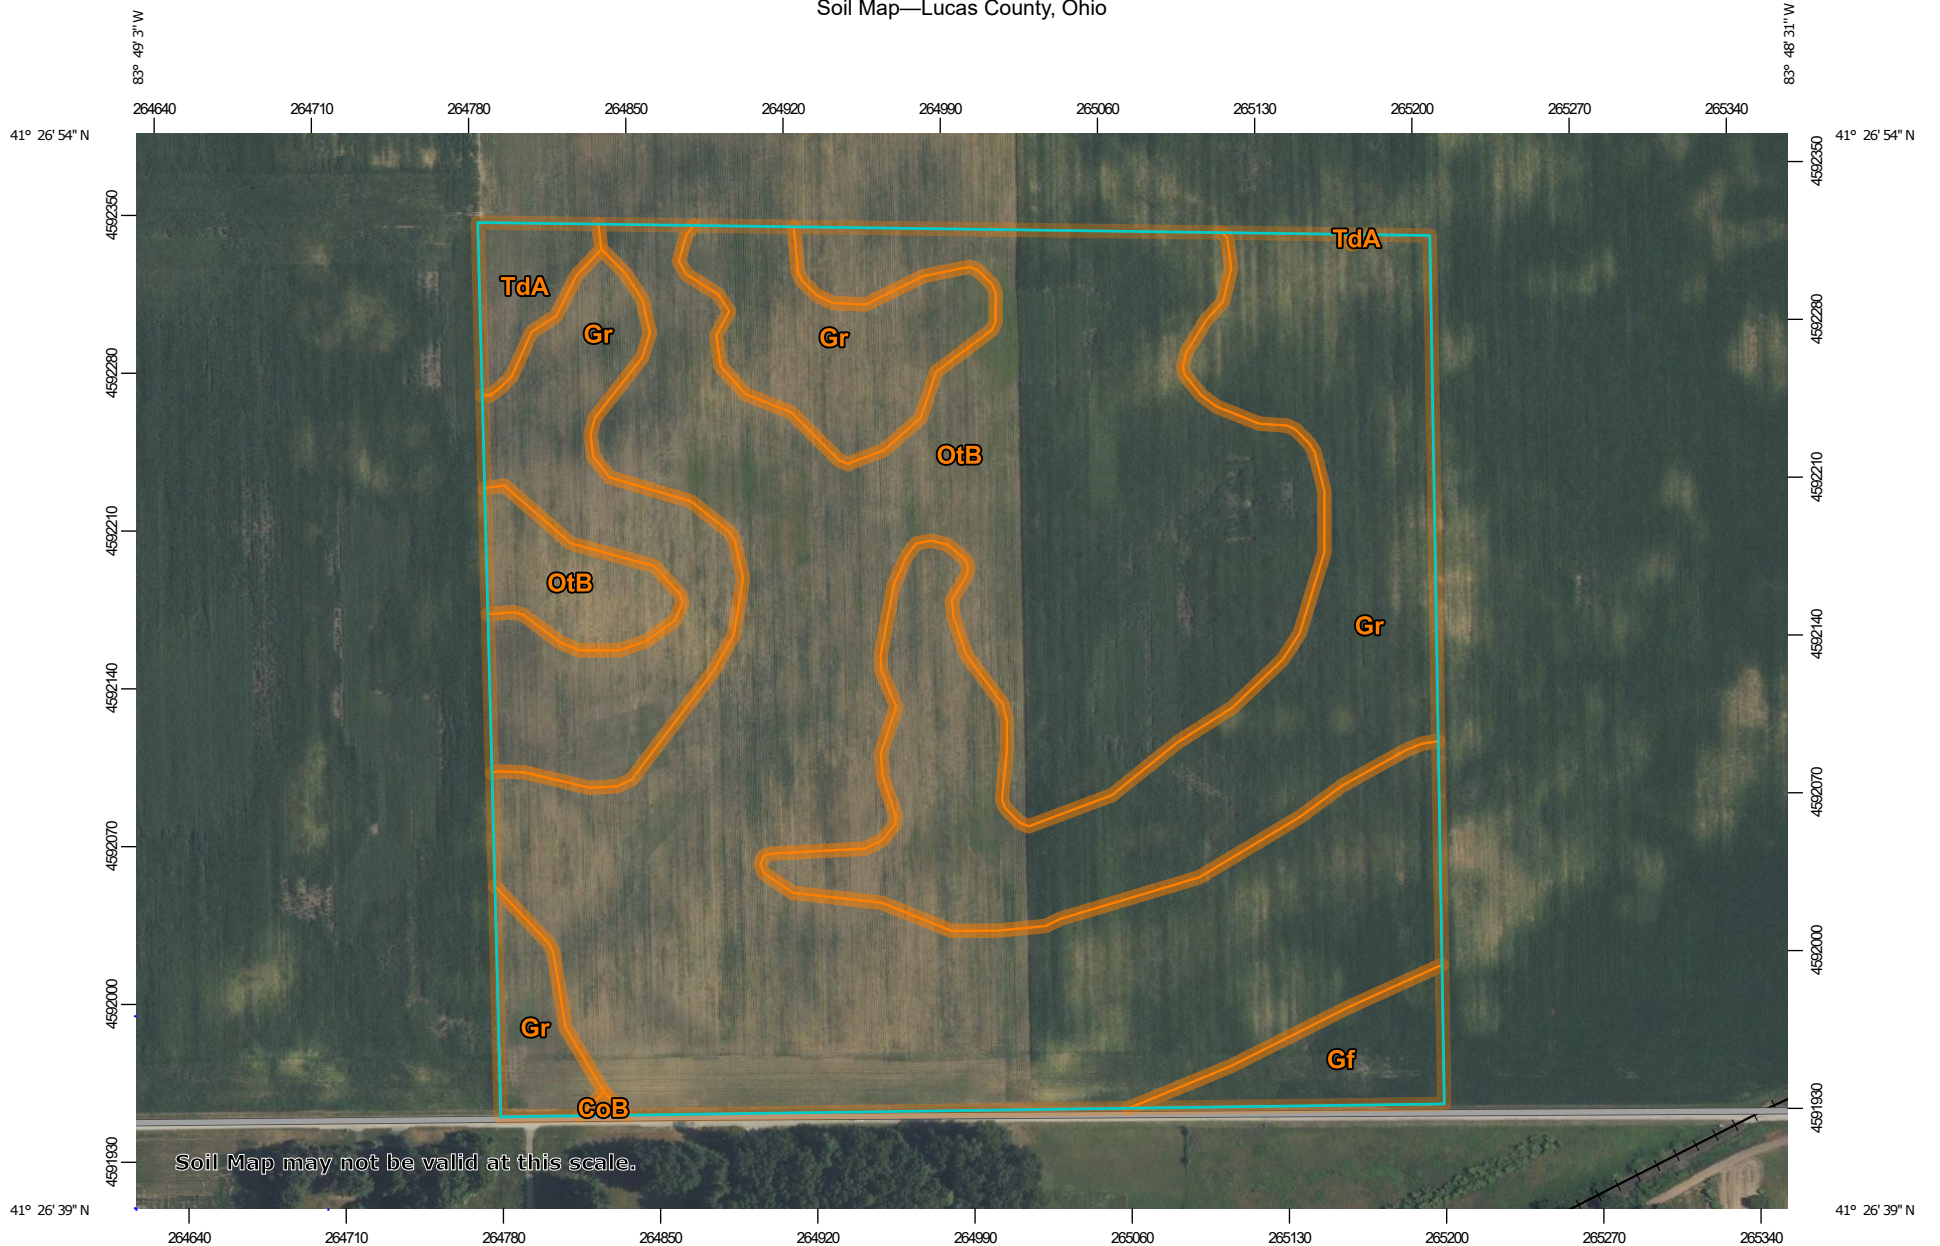 Soil Map—Lucas County, Ohio
83° 49' 3'' W
83° 48' 31'' W
264640 264710 264780 264850 264920 264990 265060 265130 265200 265270 265340
41° 26' 54'' N
41° 26' 54'' N
4592350
4592350
TdA
TdA
4592280
Gr
Gr
4592280
OtB
4592210
4592210
OtB
Gr
4592140
4592140
4592070
4592070
4592000
4592000
Gr
Gf
CoB
4591930
4591930
Soil Map may not be valid at this scale.
41° 26' 39'' N
41° 26' 39'' N
264640 264710 264780 264850 264920 264990 265060 265130 265200 265270 265340